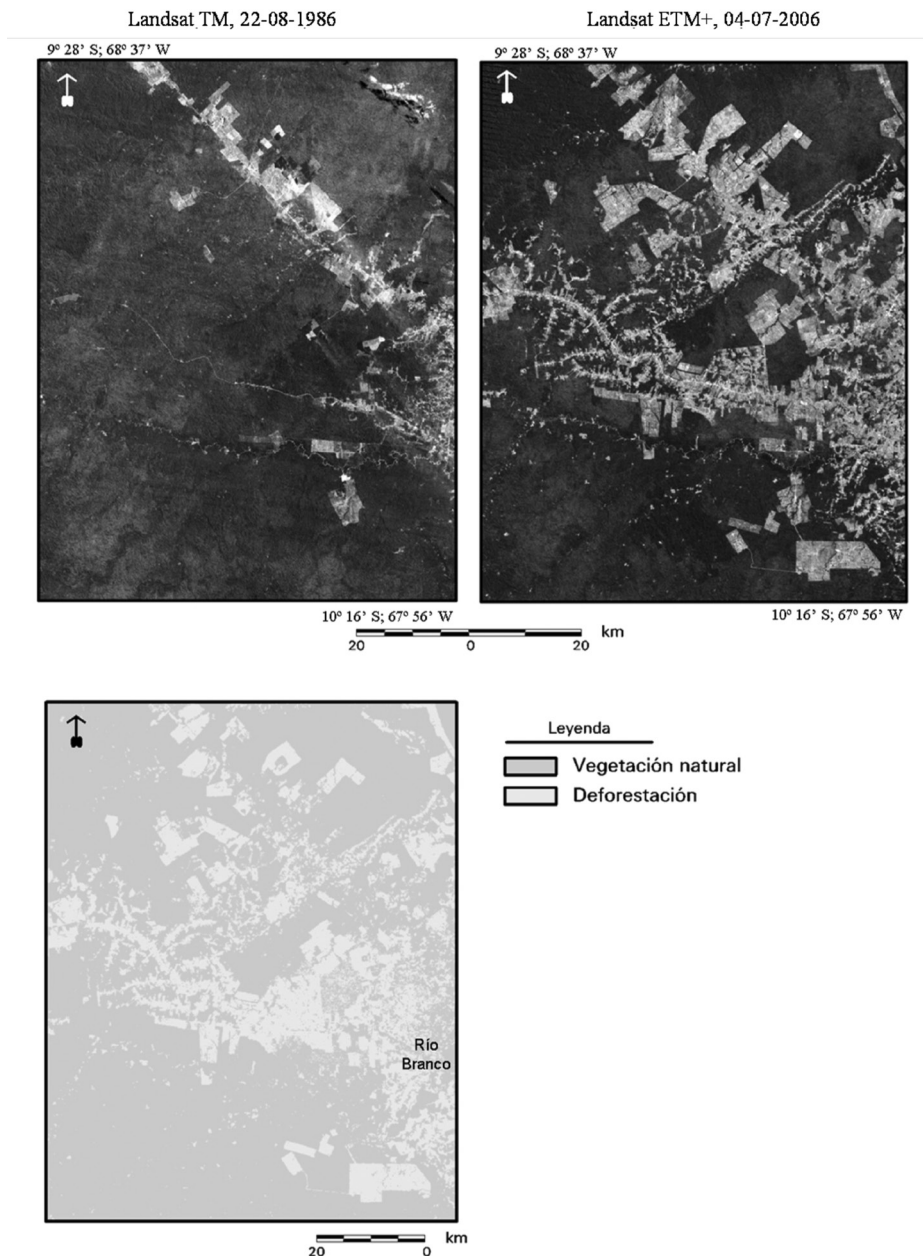 Landsat TM, 22-08-1986
Landsat ETM+, 04-07-2006
9º 28’ S; 68º 37’ W
9º 28’ S; 68º 37’ W
10º 16’ S; 67º 56’ W
10º 16’ S; 67º 56’ W
20 0 20 km
Leyenda
Vegetación natural
Deforestación
Río
Branco
20 0 km